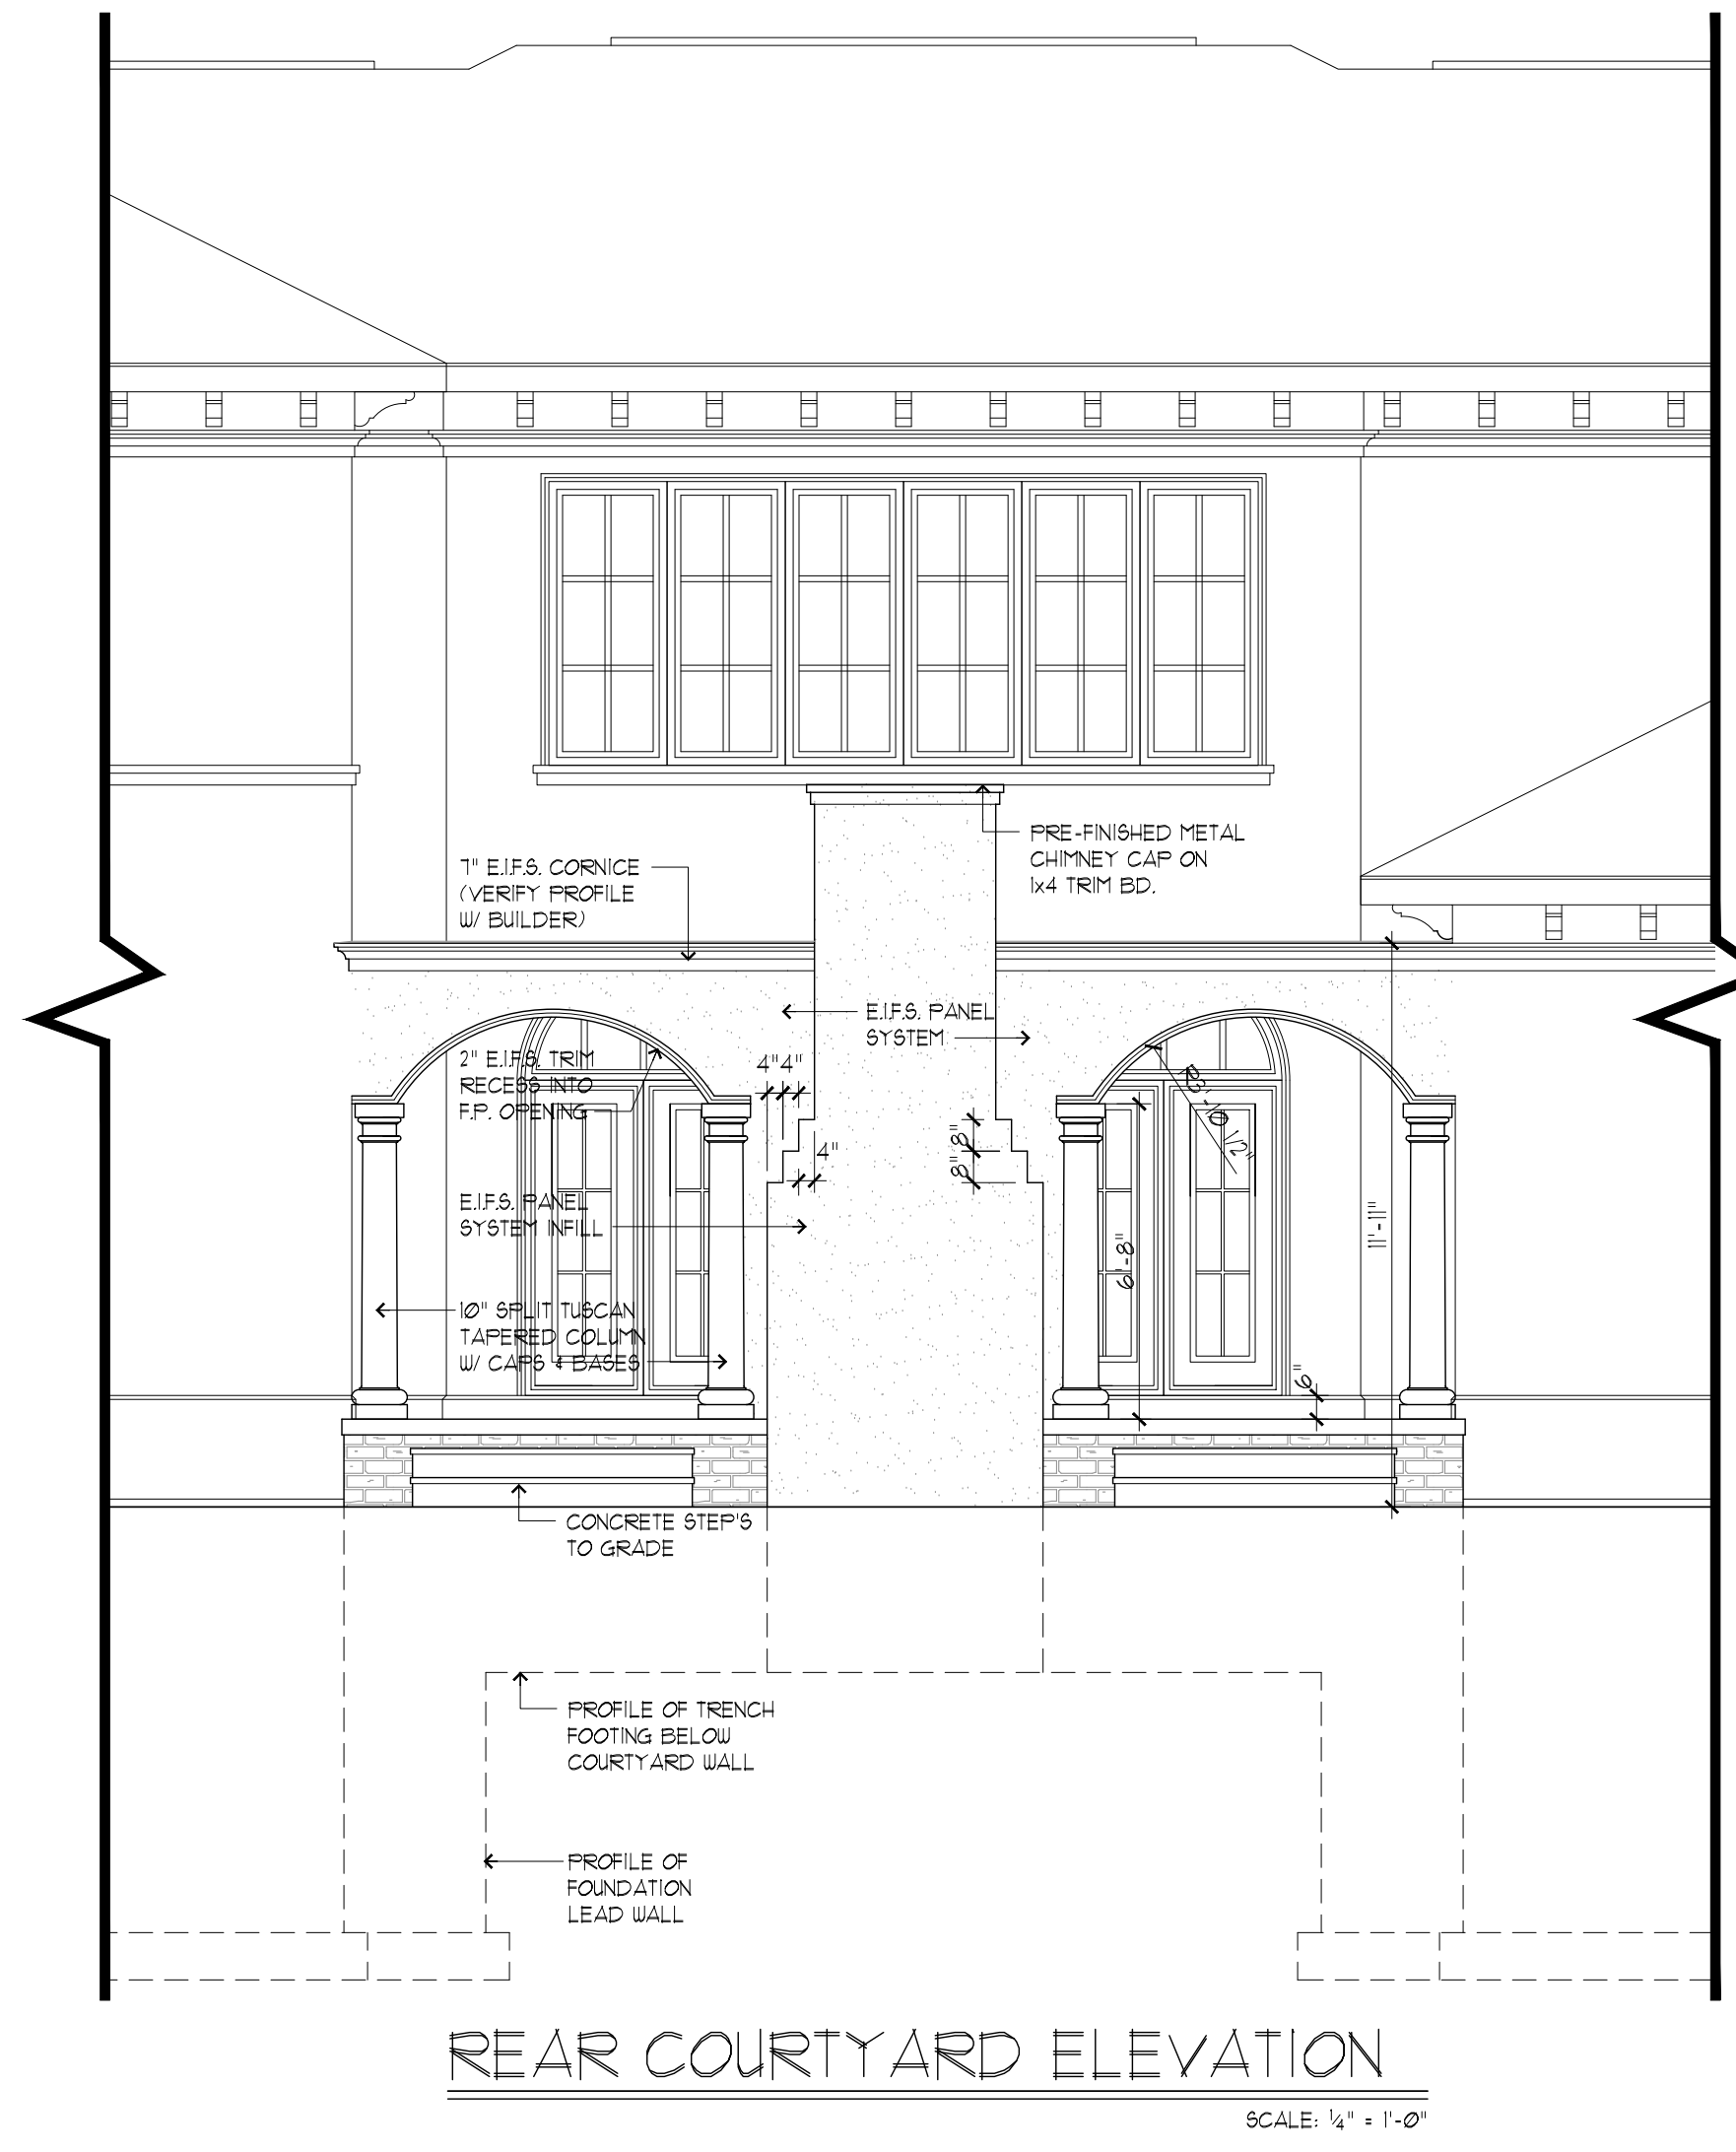 PRE-FINISHED METAL
CHIMNEY CAP ON
1x4 TRIM BD.
7" E.I.F.S. CORNICE
(VERIFY PROFILE
W/ BUILDER)
E.I.F.S. PANEL
SYSTEM
2" E.I.F.S. TRIM
RECESS INTO
F.P. OPENING
4" 4"
4"
8"
8"
R3'-10 1/2"
E.I.F.S. PANEL
SYSTEM INFILL
6'-8"
11'-11"
10" SPLIT TUSCAN
TAPERED COLUMN
W/ CAPS & BASES
6"
CONCRETE STEP'S
TO GRADE
PROFILE OF TRENCH
FOOTING BELOW
COURTYARD WALL
PROFILE OF
FOUNDATION
LEAD WALL
REAR COURTYARD ELEVATION
SCALE: 1/4" = 1'-0"